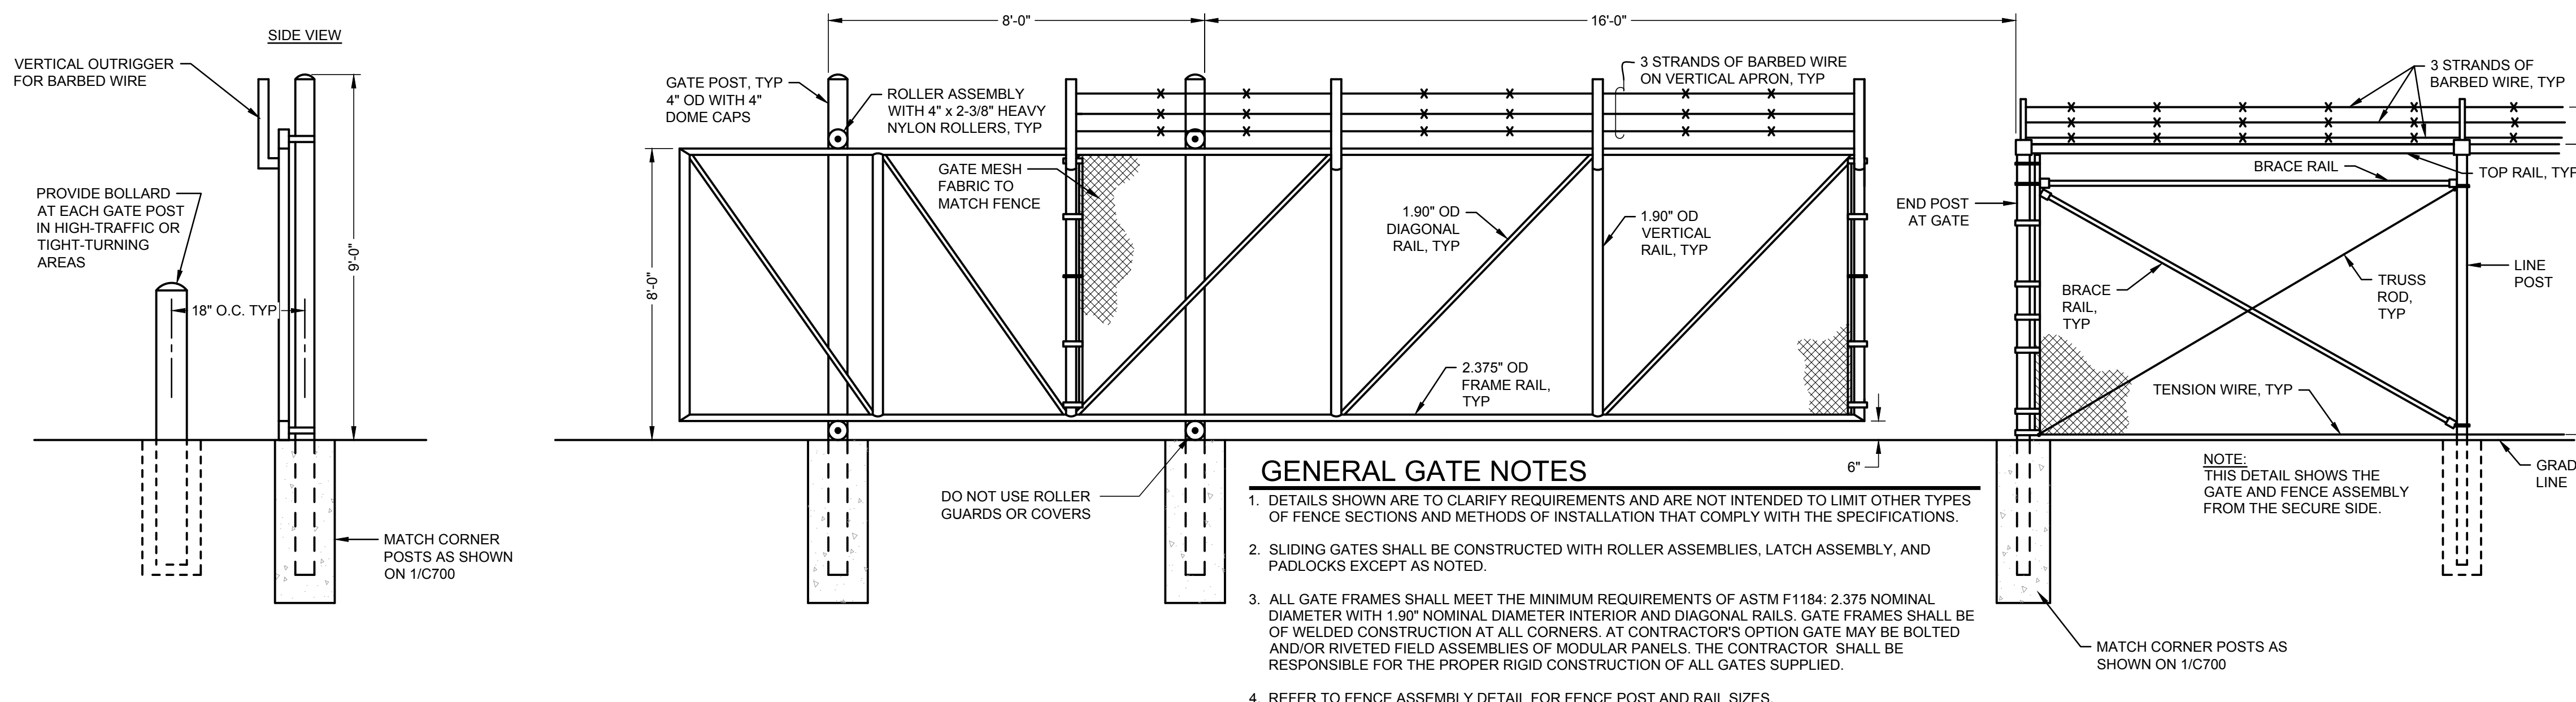 SIDE VIEW
VERTICAL OUTRIGGER
FOR BARBED WIRE
PROVIDE BOLLARD
AT EACH GATE POST
IN HIGH-TRAFFIC OR
TIGHT-TURNING
AREAS
18" O.C. TYP
9'-0"
MATCH CORNER
POSTS AS SHOWN
ON 1/C700
8'-0"
16'-0"
GATE POST, TYP
4" OD WITH 4"
DOME CAPS
ROLLER ASSEMBLY
WITH 4" x 2-3/8" HEAVY
NYLON ROLLERS, TYP
3 STRANDS OF BARBED WIRE
ON VERTICAL APRON, TYP
3 STRANDS OF
BARBED WIRE, TYP
GATE MESH
FABRIC TO
MATCH FENCE
8'-0"
1.90" OD
DIAGONAL
RAIL, TYP
1.90" OD
VERTICAL
RAIL, TYP
2.375" OD
FRAME RAIL,
TYP
END POST
AT GATE
BRACE RAIL
TOP RAIL, TYP
BRACE
RAIL,
TYP
TRUSS
ROD,
TYP
LINE
POST
TENSION WIRE, TYP
6"
DO NOT USE ROLLER
GUARDS OR COVERS
NOTE:
THIS DETAIL SHOWS THE
GATE AND FENCE ASSEMBLY
FROM THE SECURE SIDE.
GRAD
LINE
MATCH CORNER POSTS AS
SHOWN ON 1/C700
GENERAL GATE NOTES
1. DETAILS SHOWN ARE TO CLARIFY REQUIREMENTS AND ARE NOT INTENDED TO LIMIT OTHER TYPES
OF FENCE SECTIONS AND METHODS OF INSTALLATION THAT COMPLY WITH THE SPECIFICATIONS.
2. SLIDING GATES SHALL BE CONSTRUCTED WITH ROLLER ASSEMBLIES, LATCH ASSEMBLY, AND
PADLOCKS EXCEPT AS NOTED.
3. ALL GATE FRAMES SHALL MEET THE MINIMUM REQUIREMENTS OF ASTM F1184: 2.375 NOMINAL
DIAMETER WITH 1.90" NOMINAL DIAMETER INTERIOR AND DIAGONAL RAILS. GATE FRAMES SHALL BE
OF WELDED CONSTRUCTION AT ALL CORNERS. AT CONTRACTOR'S OPTION GATE MAY BE BOLTED
AND/OR RIVETED FIELD ASSEMBLIES OF MODULAR PANELS. THE CONTRACTOR SHALL BE
RESPONSIBLE FOR THE PROPER RIGID CONSTRUCTION OF ALL GATES SUPPLIED.
4. REFER TO FENCE ASSEMBLY DETAIL FOR FENCE POST AND RAIL SIZES.